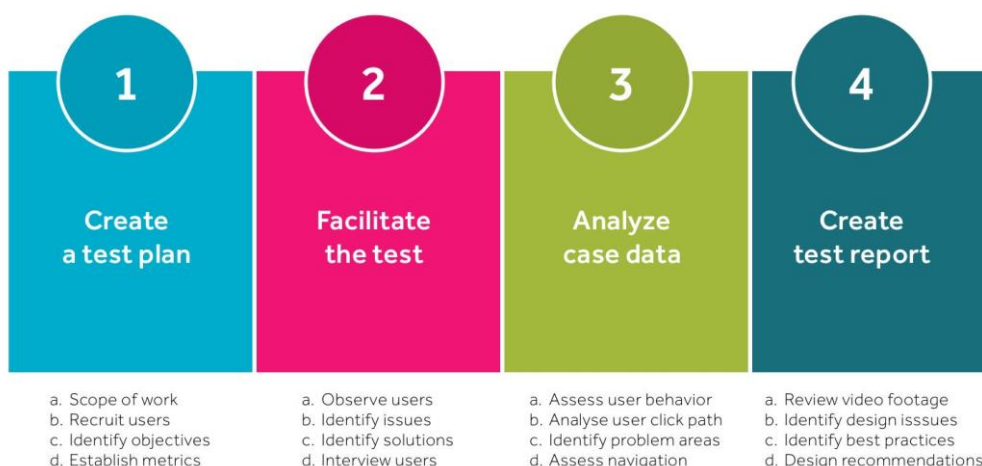 1
Create
a test plan
a. Scope of work
b. Recruit users
c. Identify objectives
d. Establish metrics
2
Facilitate
the test
a. Observe users
b. Identify issues
c. Identify solutions
d. Interview users
3
Analyze
case data
a. Assess user behavior
b. Analyse user click path
c. Identify problem areas
d. Assess navigation
4
Create
test report
a. Review video footage
b. Identify design isssues
c. Identify best practices
d. Design recommendations